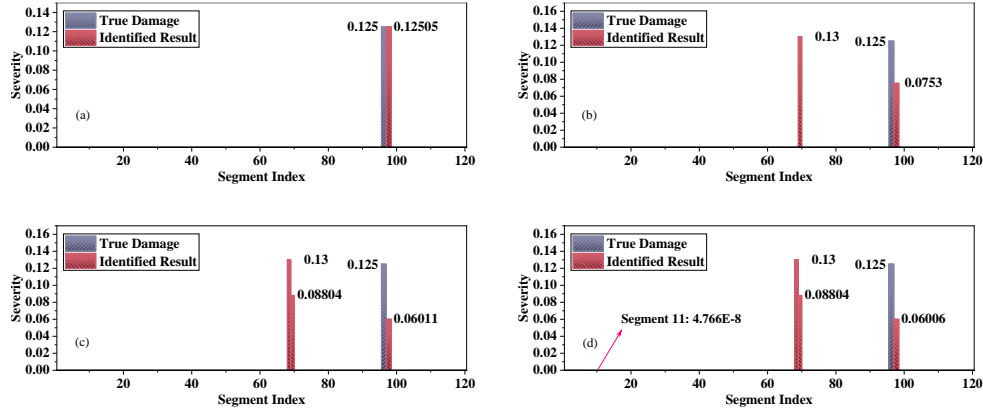 0.14
0.12
0.10
0.08
0.06
0.04
0.02
0.00
Severity
True Damage
Identified Result
0.125
0.12505
(a)
20 40 60 80 100 120
Segment Index
0.16
0.14
0.12
0.10
0.08
0.06
0.04
0.02
0.00
Severity
True Damage
Identified Result
0.13
0.125
0.0753
(b)
20 40 60 80 100 120
Segment Index
0.16
0.14
0.12
0.10
0.08
0.06
0.04
0.02
0.00
Severity
True Damage
Identified Result
0.13
0.125
0.08804
0.06011
(c)
20 40 60 80 100 120
Segment Index
0.16
0.14
0.12
0.10
0.08
0.06
0.04
0.02
0.00
Severity
True Damage
Identified Result
0.13
0.125
0.08804
Segment 11: 4.766E-8
0.06006
(d)
20 40 60 80 100 120
Segment Index